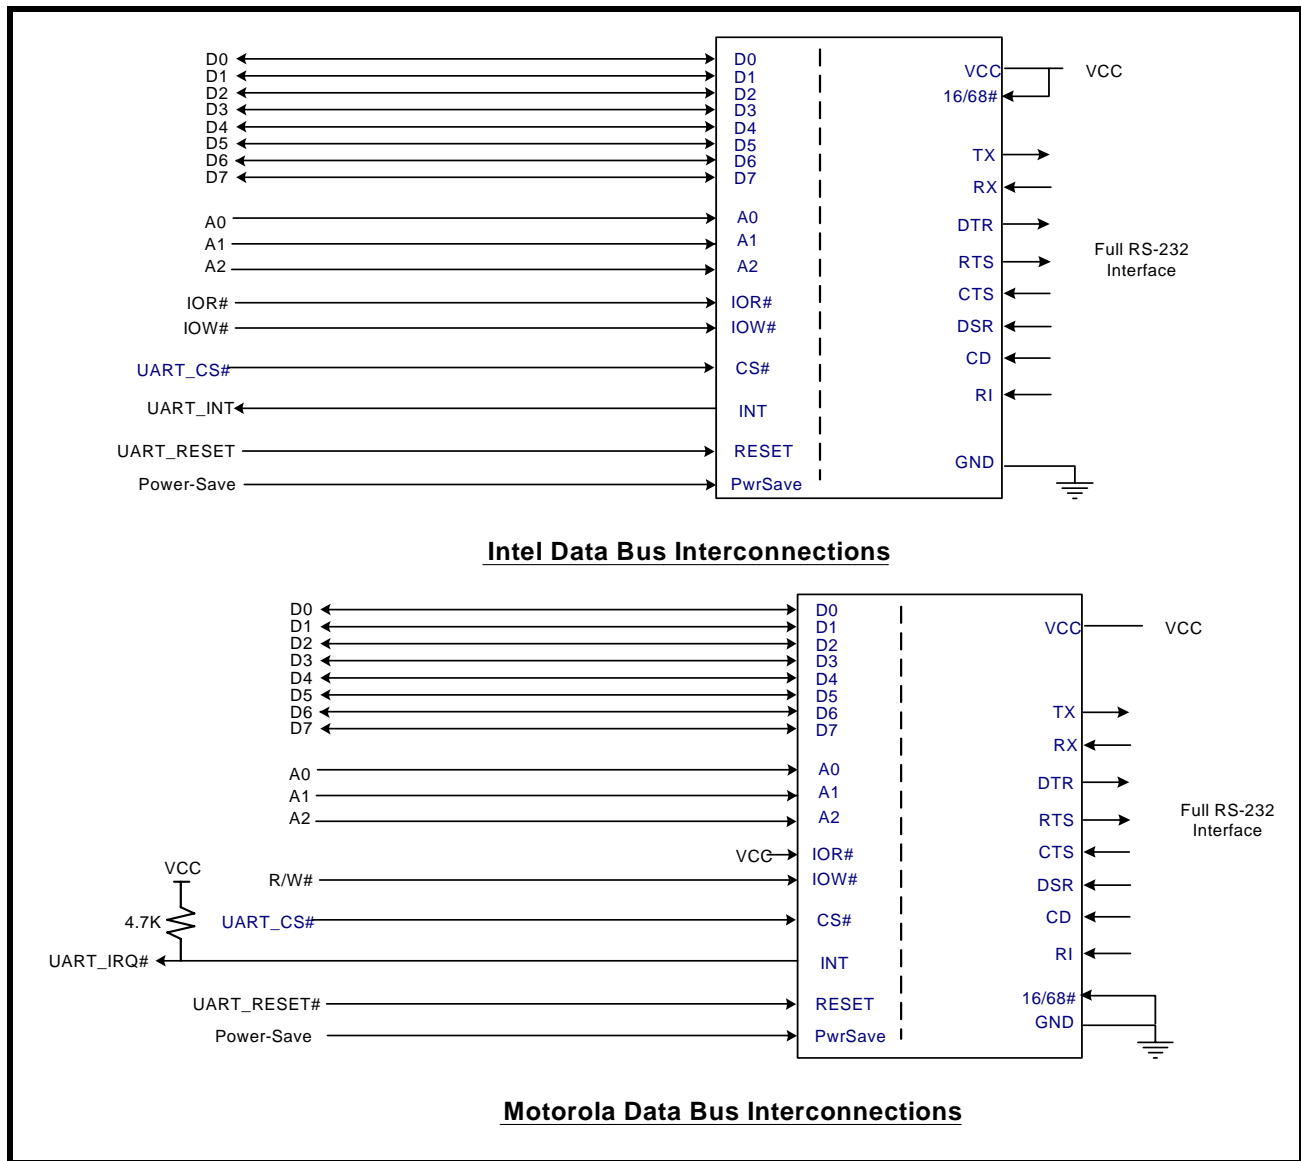 D0 D0
D1 D1
D2 D2
D3 D3
D4 D4
D5 D5
D6 D6
D7 D7
A0 A0
A1 A1
A2 A2
IOR# IOR#
IOW# IOW#
UART_CS# CS#
UART_INT INT
UART_RESET RESET
Power-Save PwrSave
VCC VCC
16/68#
TX
RX
DTR
RTS
CTS
DSR
CD
RI
GND
Full RS-232
Interface
Intel Data Bus Interconnections
D0 D0
D1 D1
D2 D2
D3 D3
D4 D4
D5 D5
D6 D6
D7 D7
A0 A0
A1 A1
A2 A2
VCC IOR#
R/W# IOW#
VCC
4.7K
UART_CS# CS#
UART_IRQ# INT
UART_RESET# RESET
Power-Save PwrSave
VCC VCC
TX
RX
DTR
RTS
CTS
DSR
CD
RI
16/68#
GND
Full RS-232
Interface
Motorola Data Bus Interconnections